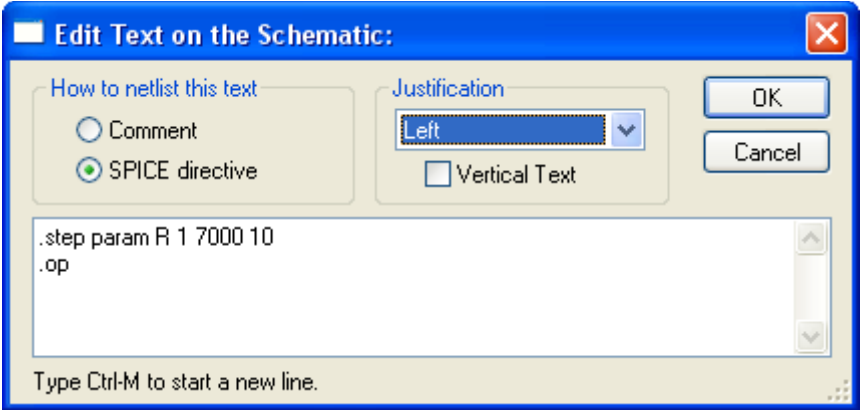 Edit Text on the Schematic:
How to netlist this text
Comment
SPICE directive
Justification
Left
Vertical Text
OK
Cancel
.step param R 1 7000 10
.op
Type Ctrl-M to start a new line.